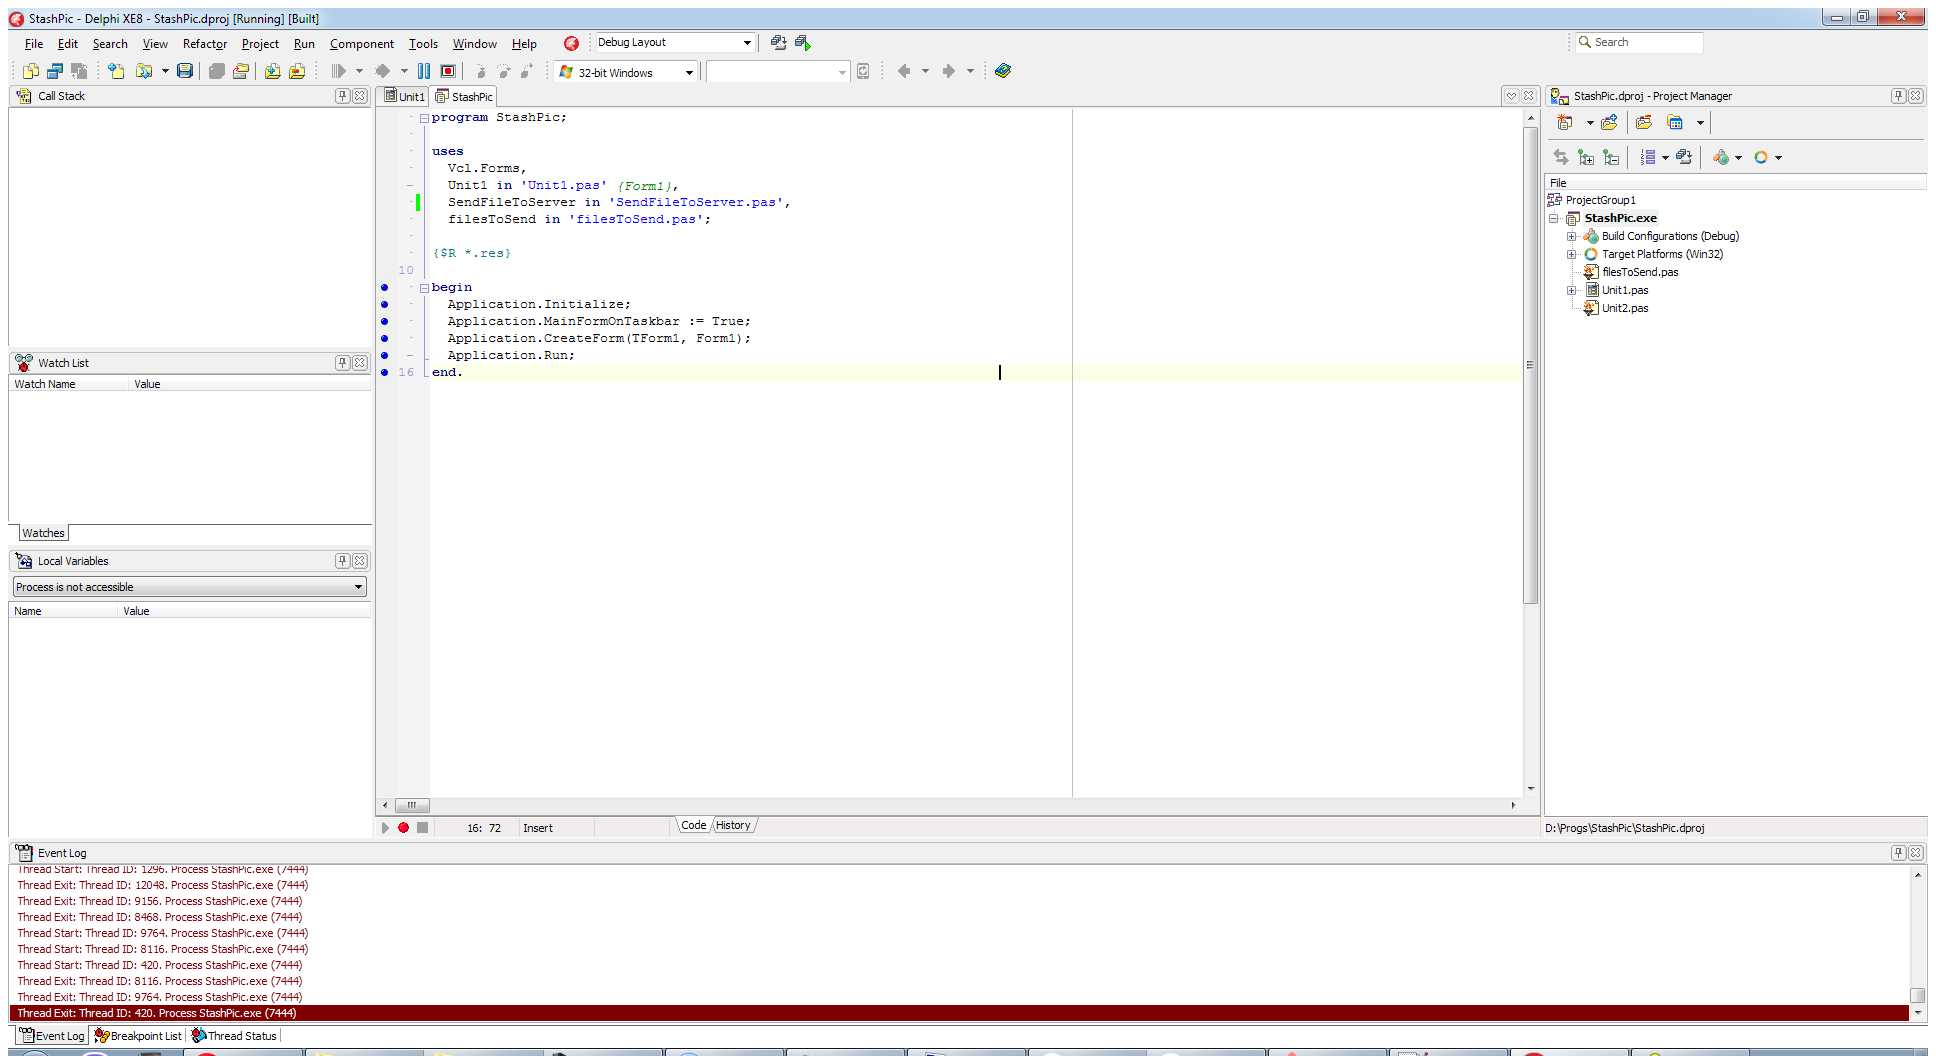 StashPic - Delphi XE8 - StashPic.dproj [Running] [Built]
File Edit Search View Refactor Project Run Component Tools Window Help Debug Layout Search
32-bit Windows
Call Stack
Unit1 StashPic
StashPic.dproj - Project Manager
program StashPic;
uses
Vcl.Forms,
Unit1 in 'Unit1.pas' {Form1},
SendFileToServer in 'SendFileToServer.pas',
filesToSend in 'filesToSend.pas';
{$R *.res}
10
begin
Application.Initialize;
Application.MainFormOnTaskbar := True;
Application.CreateForm(TForm1, Form1);
Application.Run;
16 end.
File
ProjectGroup1
StashPic.exe
Build Configurations (Debug)
Target Platforms (Win32)
filesToSend.pas
Unit1.pas
Unit2.pas
Watch List
Watch Name Value
Watches
Local Variables
Process is not accessible
Name Value
16: 72 Insert Code History
D:\Progs\StashPic\StashPic.dproj
Event Log
Thread Start: Thread ID: 1296. Process StashPic.exe (7444)
Thread Exit: Thread ID: 12048. Process StashPic.exe (7444)
Thread Exit: Thread ID: 9156. Process StashPic.exe (7444)
Thread Exit: Thread ID: 8468. Process StashPic.exe (7444)
Thread Start: Thread ID: 9764. Process StashPic.exe (7444)
Thread Start: Thread ID: 8116. Process StashPic.exe (7444)
Thread Start: Thread ID: 420. Process StashPic.exe (7444)
Thread Exit: Thread ID: 8116. Process StashPic.exe (7444)
Thread Exit: Thread ID: 9764. Process StashPic.exe (7444)
Thread Exit: Thread ID: 420. Process StashPic.exe (7444)
Event Log Breakpoint List Thread Status